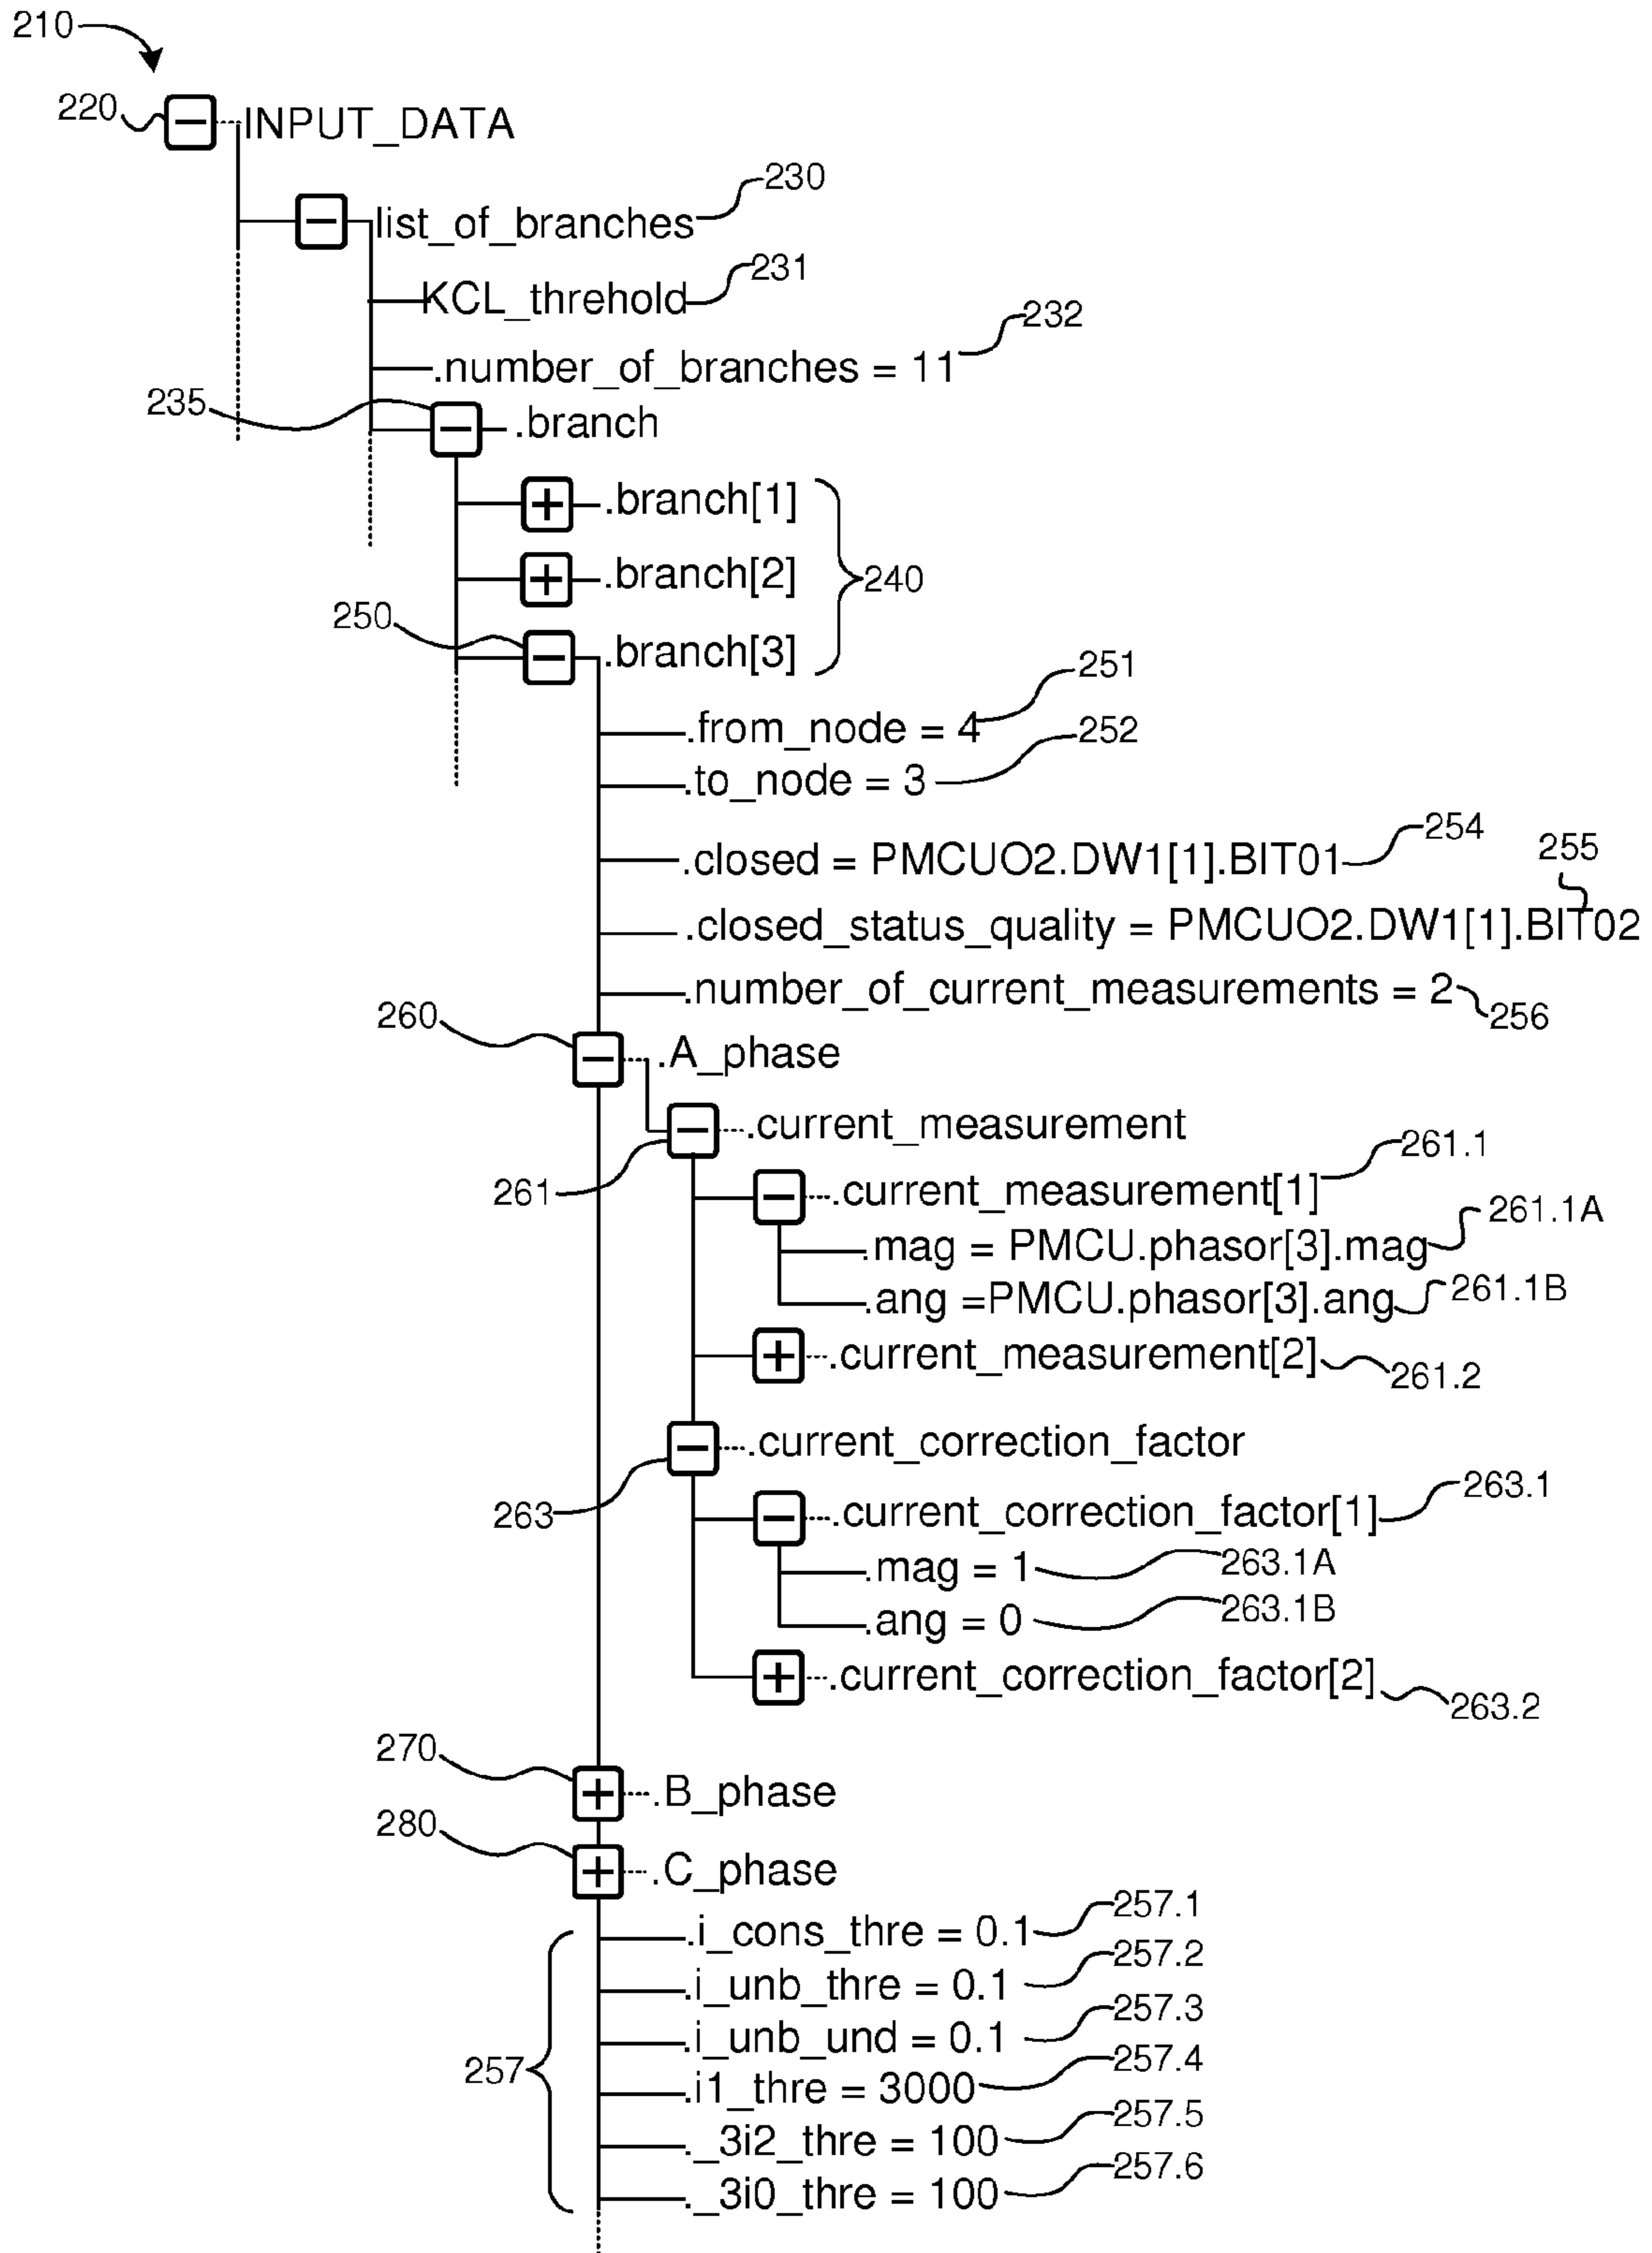 210
220 INPUT_DATA
230
list_of_branches
231
KCL_threhold
232
.number_of_branches = 11
235 .branch
.branch[1]
.branch[2] 240
250 .branch[3]
251
.from_node = 4 252
.to_node = 3
254
.closed = PMCUO2.DW1[1].BIT01 255
.closed_status_quality = PMCUO2.DW1[1].BIT02
.number_of_current_measurements = 2 256
260 .A_phase
.current_measurement
261.1
261 .current_measurement[1]
261.1A
.mag = PMCU.phasor[3].mag
.ang =PMCU.phasor[3].ang 261.1B
.current_measurement[2] 261.2
.current_correction_factor
263.1
263 .current_correction_factor[1]
.mag = 1 263.1A
.ang = 0 263.1B
.current_correction_factor[2] 263.2
270
.B_phase
280
.C_phase
257.1
.i_cons_thre = 0.1
257.2
.i_unb_thre = 0.1
257.3
.i_unb_und = 0.1
257.4
257 .i1_thre = 3000
257.5
._3i2_thre = 100
257.6
._3i0_thre = 100